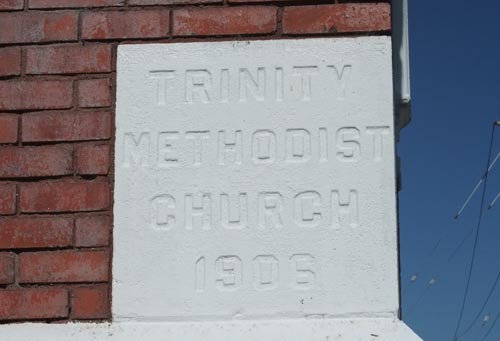 TRINITY
METHODIST
CHURCH
1906